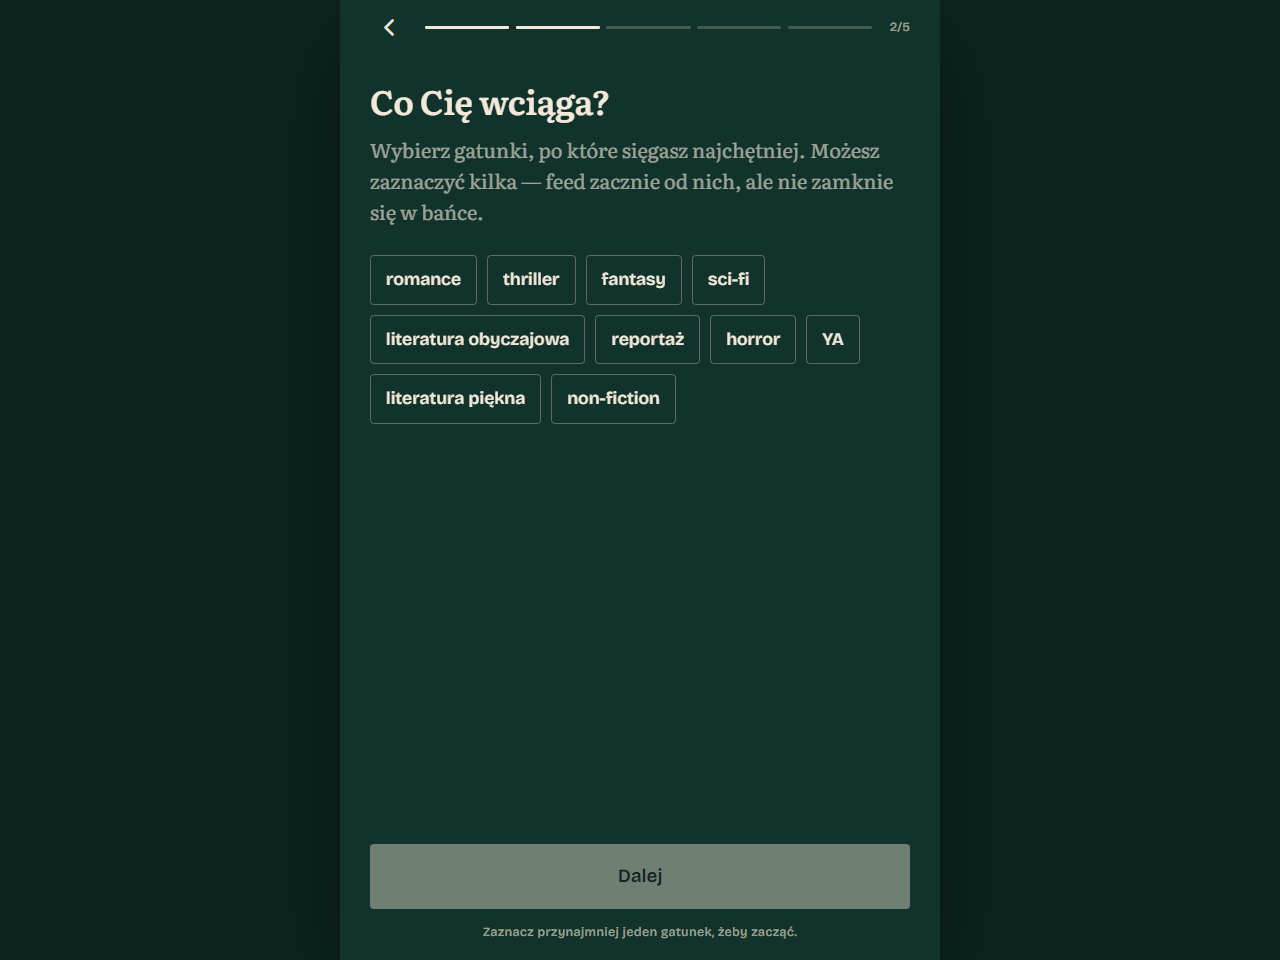 2/5
Co Cię wciąga?
Wybierz gatunki, po które sięgasz najchętniej. Możesz
zaznaczyć kilka — feed zacznie od nich, ale nie zamknie
się w bańce.
romance thriller fantasy sci-fi
literatura obyczajowa reportaż horror YA
literatura piękna non-fiction
Dalej
Zaznacz przynajmniej jeden gatunek, żeby zacząć.